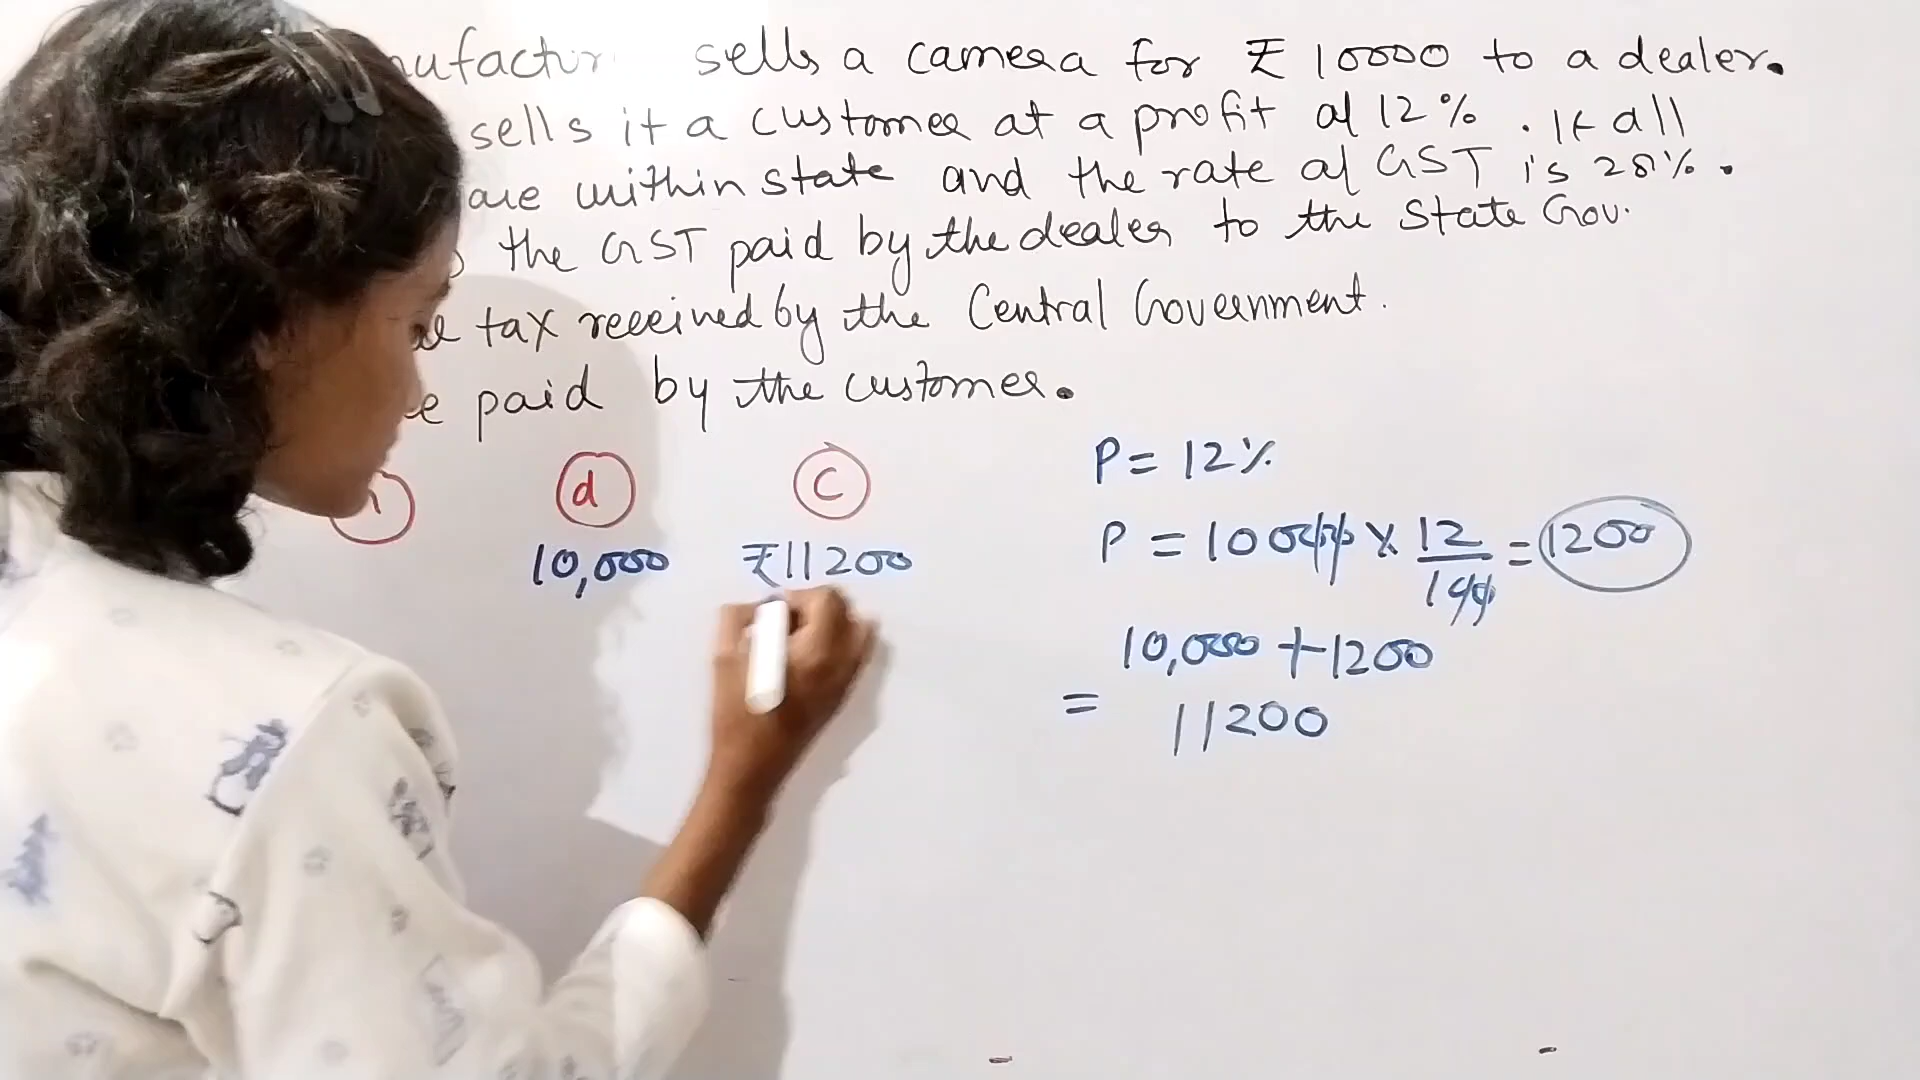 sells a camera for ₹ 10000 to a dealer.
sells it a customer at a profit of 12% . If all
are within state and the rate of GST is 28% .
the GST paid by the dealer to the State Gov.
tax received by the Central Government.
paid by the customer.
d
c
P = 12%
10,000
₹11200
P = 10000 x 12/100 = 1200
10,000 + 1200
= 11200